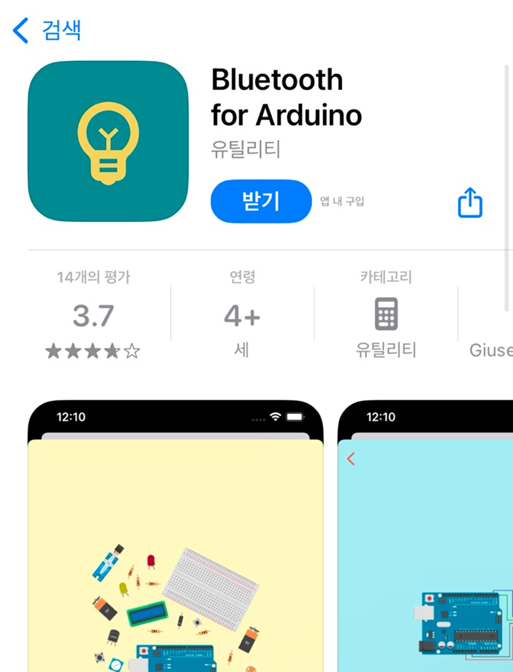 검색
Bluetooth
for Arduino
유틸리티
받기
앱 내 구입
14개의 평가
연령
카테고리
3.7
4+
세
유틸리티
Giuse
12:10
12:10